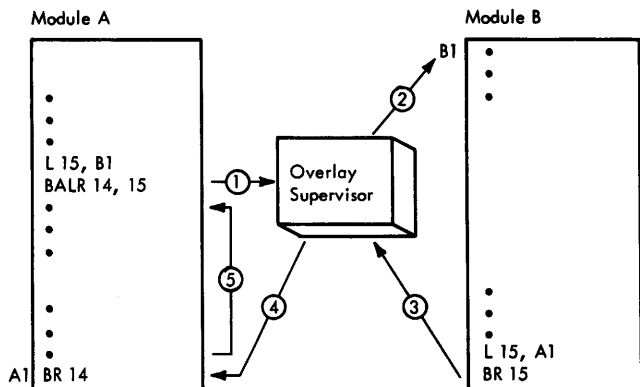 Module A
Module B
B1
2
L 15, B1
BALR 14, 15
1
Overlay
Supervisor
5
4
3
L 15, A1
A1 BR 14
BR 15